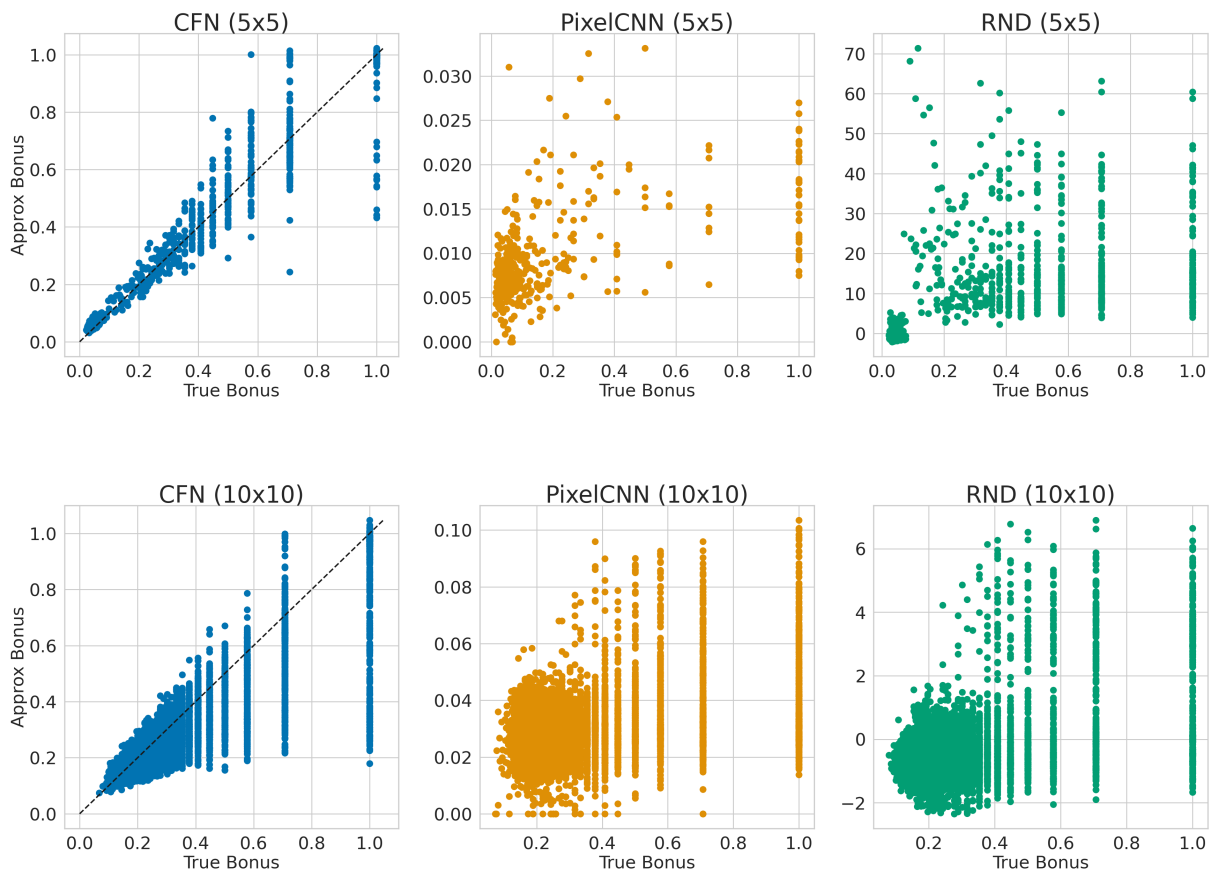 CFN (5x5)
PixelCNN (5x5)
RND (5x5)
Approx Bonus
1.0
0.8
0.6
0.4
0.2
0.0
0.0 0.2 0.4 0.6 0.8 1.0
True Bonus
0.030
0.025
0.020
0.015
0.010
0.005
0.000
0.0 0.2 0.4 0.6 0.8 1.0
True Bonus
70
60
50
40
30
20
10
0
0.0 0.2 0.4 0.6 0.8 1.0
True Bonus
CFN (10x10)
PixelCNN (10x10)
RND (10x10)
Approx Bonus
1.0
0.8
0.6
0.4
0.2
0.0
0.0 0.2 0.4 0.6 0.8 1.0
True Bonus
0.10
0.08
0.06
0.04
0.02
0.00
0.2 0.4 0.6 0.8 1.0
True Bonus
6
4
2
0
−2
0.2 0.4 0.6 0.8 1.0
True Bonus